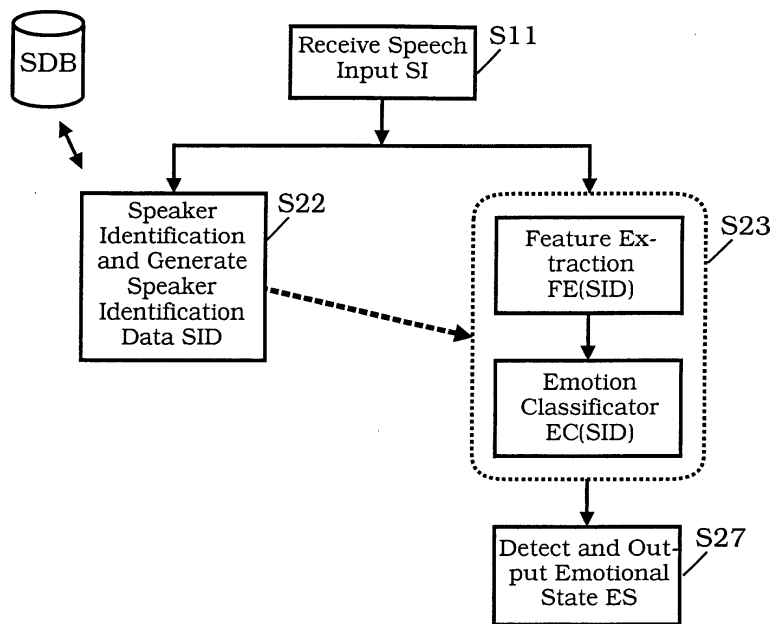 SDB
Receive Speech
Input SI
S11
Speaker
Identification
and Generate
Speaker
Identification
Data SID
S22
Feature Ex-
traction
FE(SID)
S23
Emotion
Classificator
EC(SID)
Detect and Out-
put Emotional
State ES
S27